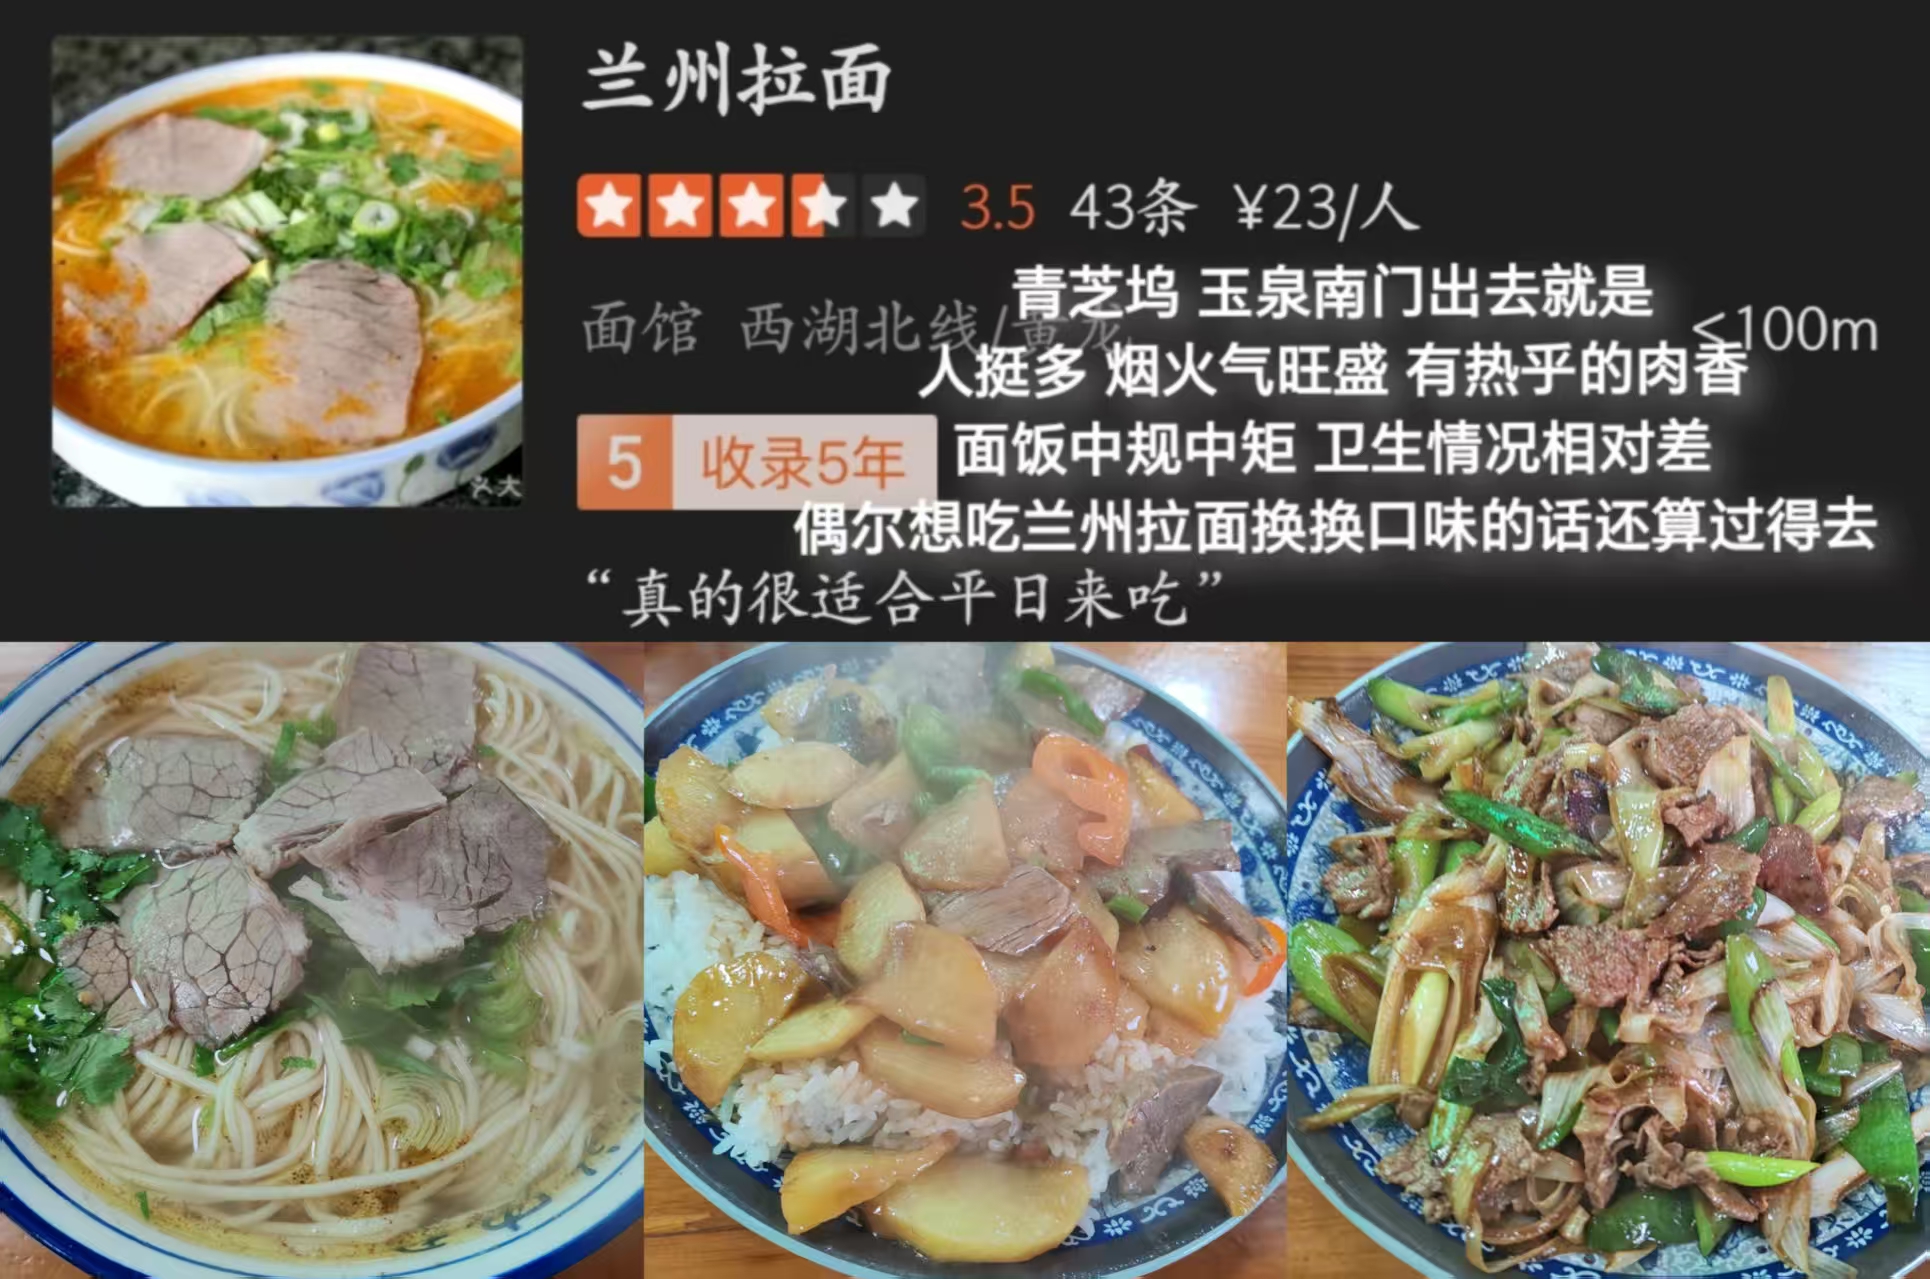 兰州拉面
3.5 43条 ¥23/人
青芝坞 玉泉南门出去就是
面馆 西湖北线/黄龙 <100m
人挺多 烟火气旺盛 有热乎的肉香
5 收录5年
面饭中规中矩 卫生情况相对差
偶尔想吃兰州拉面换换口味的话还算过得去
“真的很适合平日来吃”